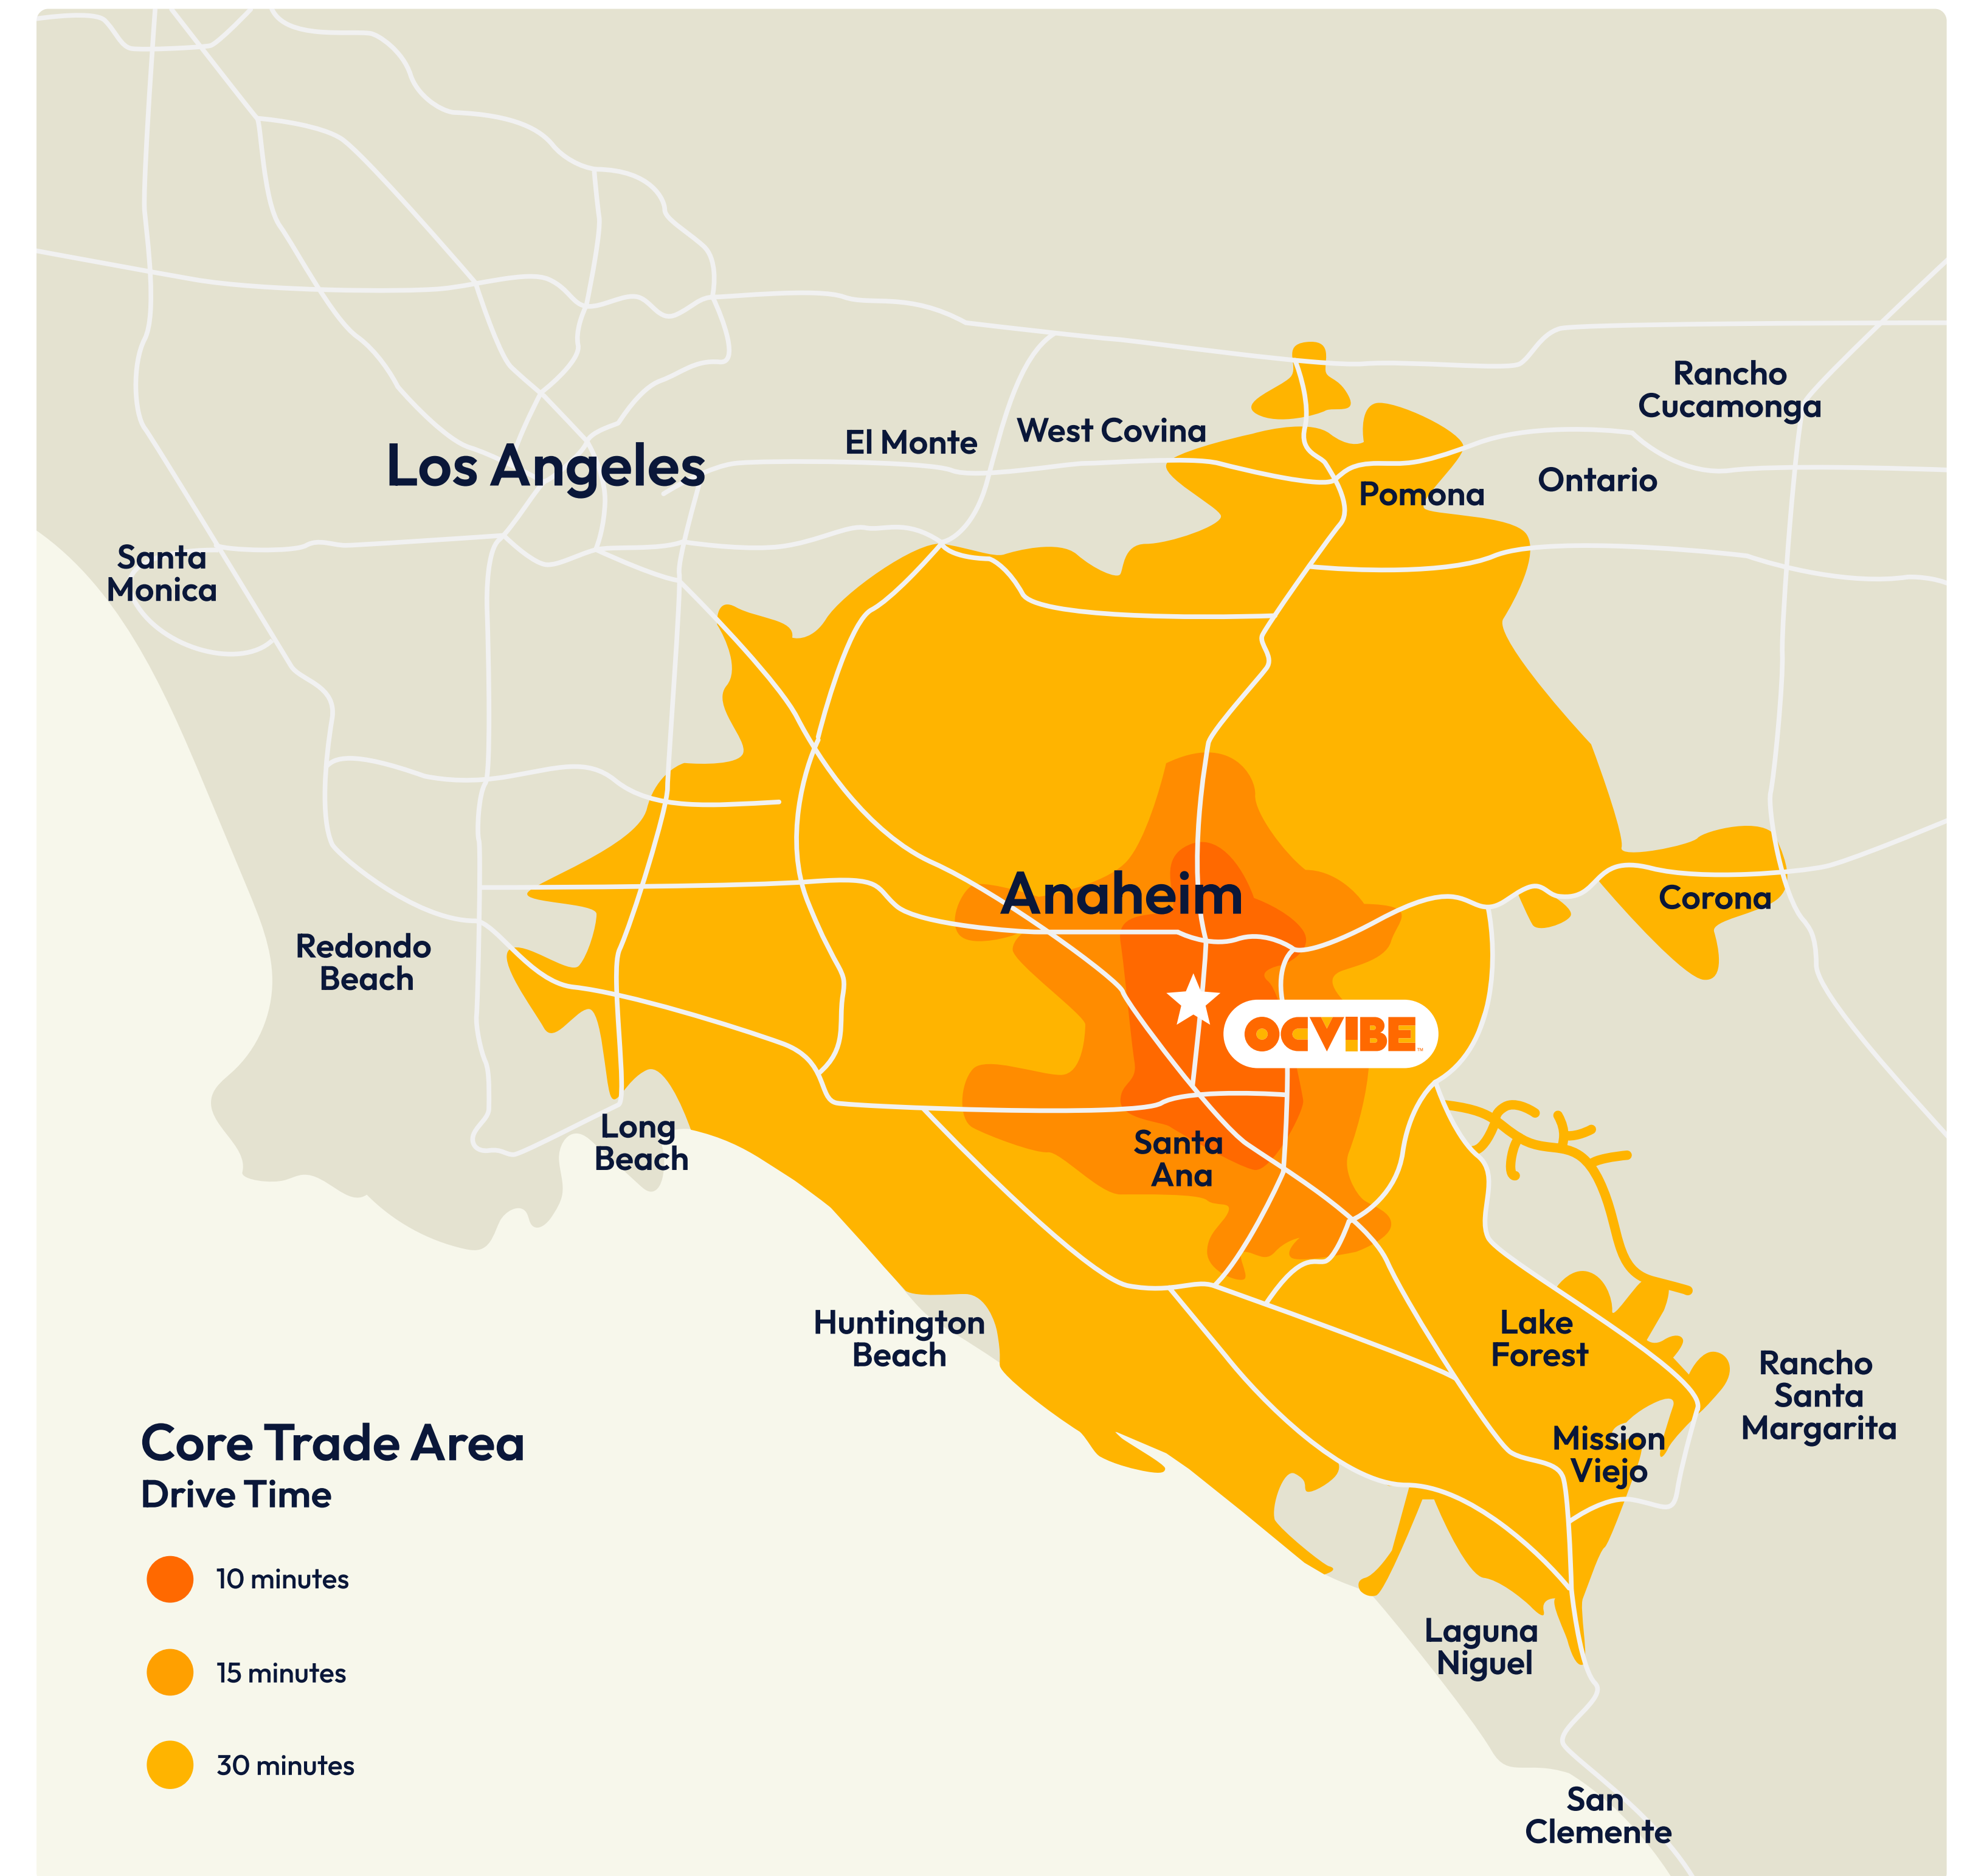 Rancho
Cucamonga
West Covina
El Monte
Los Angeles
Ontario
Pomona
Santa
Monica
Anaheim
Corona
Redondo
Beach
OCVIBE™
Long
Beach
Santa
Ana
Huntington
Beach
Lake
Forest
Rancho
Santa
Margarita
Mission
Viejo
Core Trade Area
Drive Time
10 minutes
15 minutes
30 minutes
Laguna
Niguel
San
Clemente